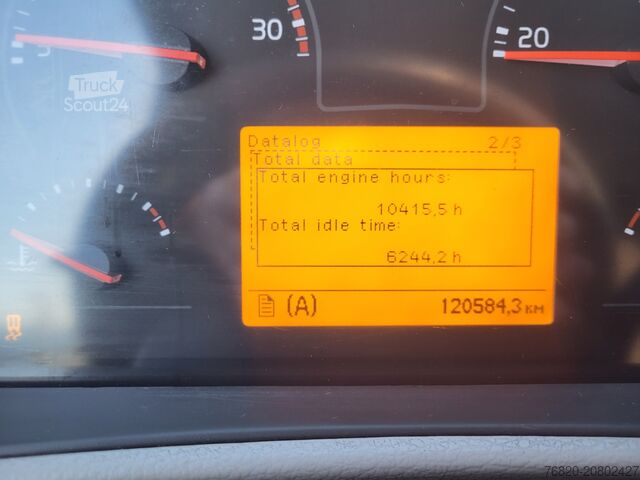 30
20
Truck
Scout24
Datalog 2/3
Total data
Total engine hours:
10415,5 h
Total idle time:
6244,2 h
(A) 120584,3 KM
76820-20802427